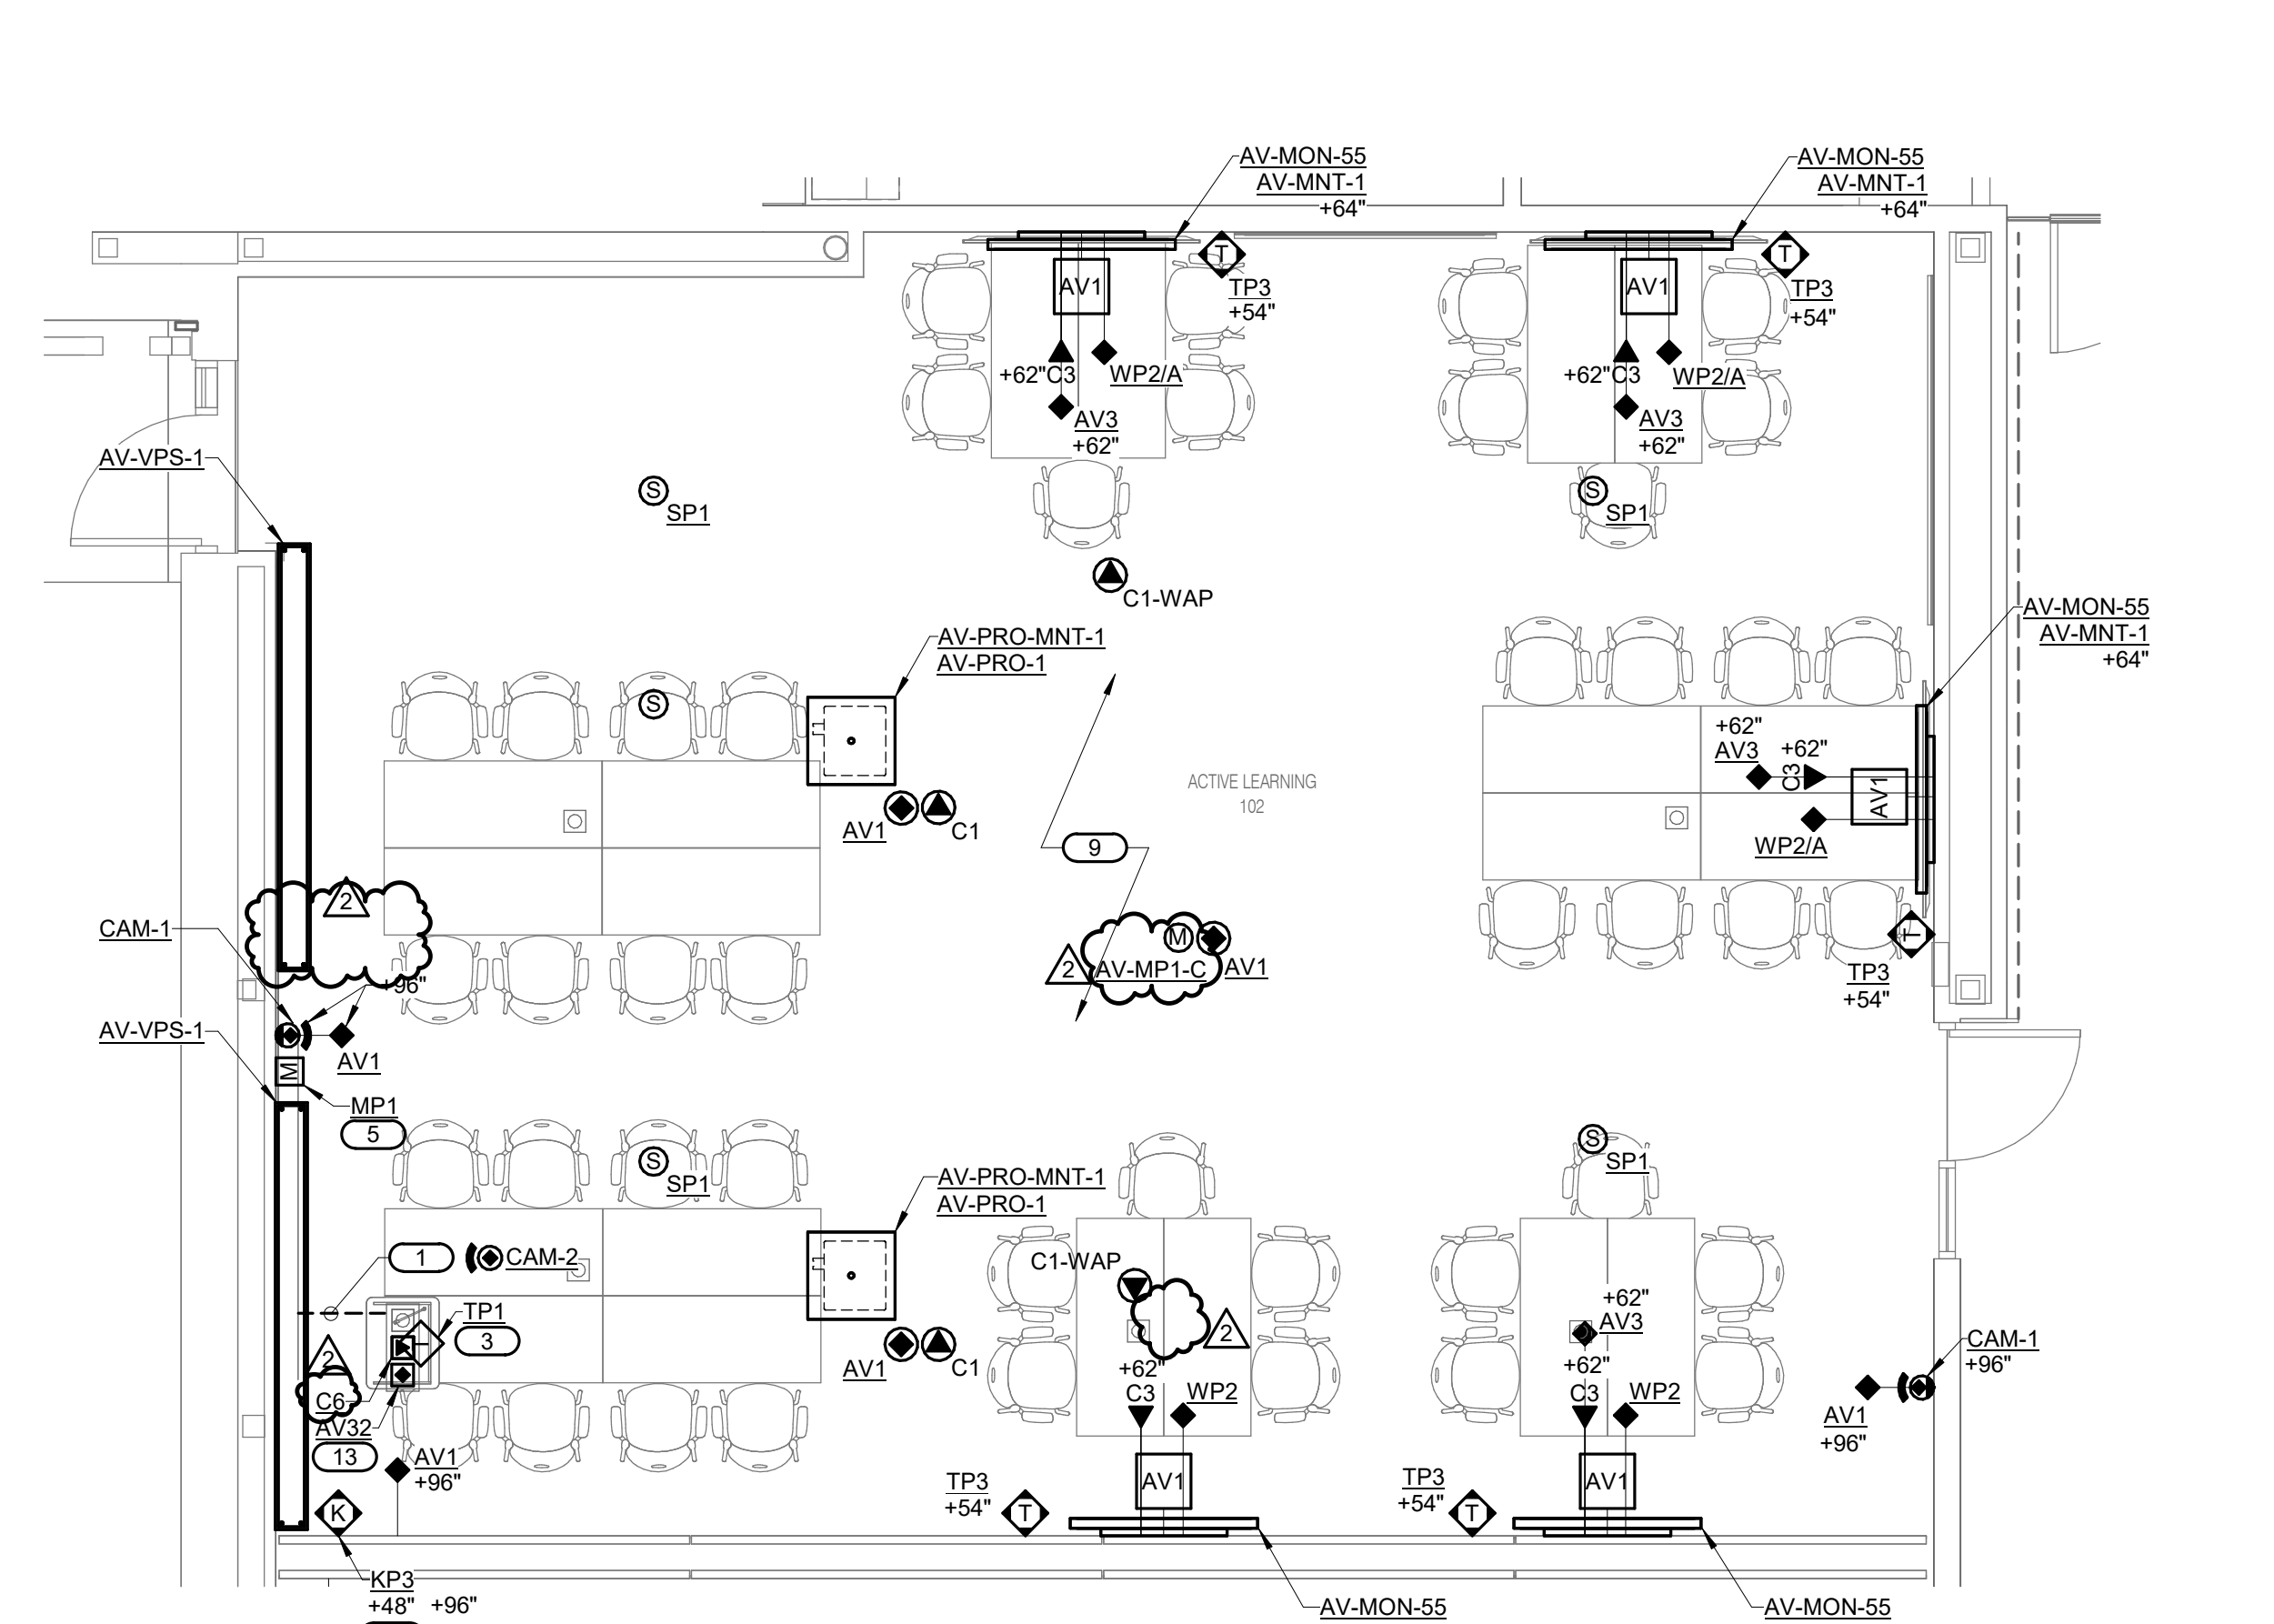 AV-MON-55
AV-MNT-1
+64"
AV-MON-55
AV-MNT-1
+64"
T
TP3
+54"
AV1
+62"C3
WP2/A
AV3
+62"
T
TP3
+54"
AV1
+62"C3
WP2/A
AV3
+62"
AV-VPS-1
S
SP1
S
SP1
C1-WAP
AV-MON-55
AV-MNT-1
+64"
AV-PRO-MNT-1
AV-PRO-1
S
+62"
AV3
+62"
C3
AV1
WP2/A
ACTIVE LEARNING
102
AV1
C1
9
2
CAM-1
+96"
M
2
AV-MP1-C
AV1
T
TP3
+54"
AV-VPS-1
AV1
M
MP1
5
S
SP1
S
SP1
AV-PRO-MNT-1
AV-PRO-1
1
CAM-2
C1-WAP
2
+62"
AV3
+62"
C3
WP2
+62"
C3
WP2
TP1
3
2
C6
AV32
13
AV1
+96"
AV1
C1
CAM-1
+96"
AV1
+96"
TP3
+54"
T
AV1
TP3
+54"
T
AV1
K
KP3
+48" +96"
AV-MON-55
AV-MON-55